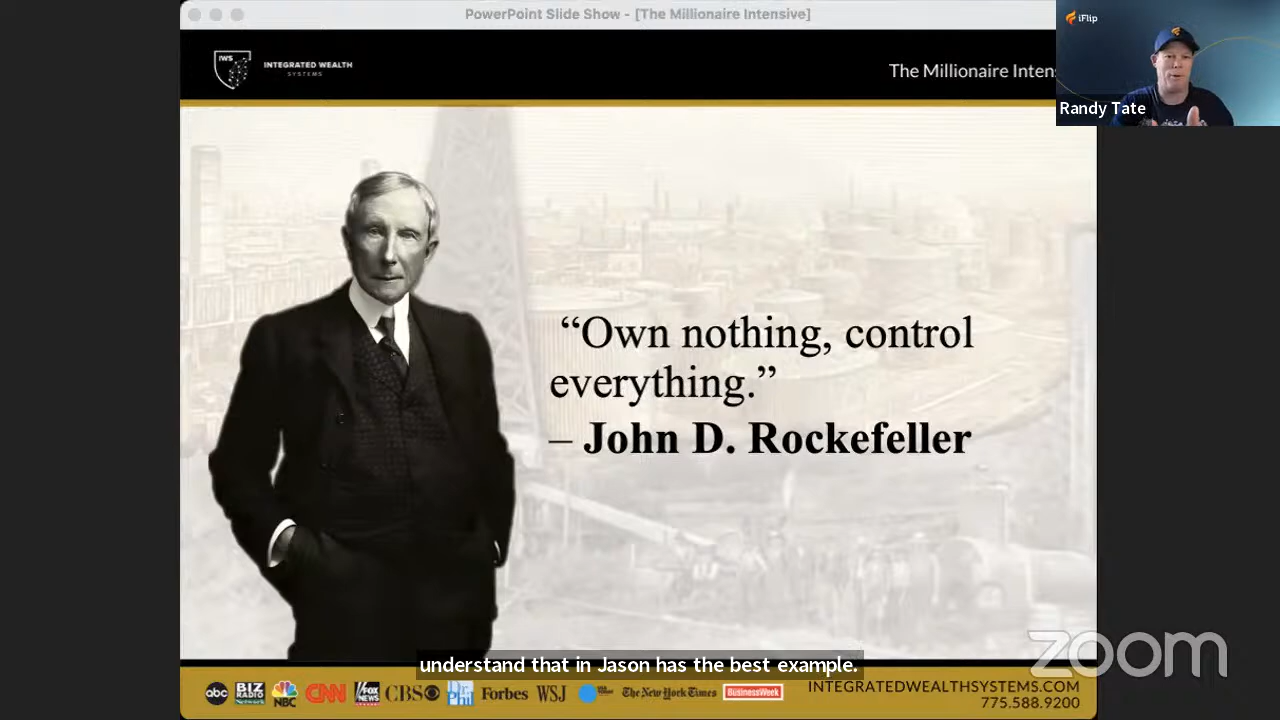 PowerPoint Slide Show - [The Millionaire Intensive]
iFlip
IWS
INTEGRATED WEALTH
SYSTEMS
The Millionaire Intens
Randy Tate
“Own nothing, control
everything.”
– John D. Rockefeller
understand that in Jason has the best example.
zoom
abc BIZ RADIO NBC CNN FOX NEWS CBS Forbes WSJ The New York Times BusinessWeek
INTEGRATEDWEALTHSYSTEMS.COM
775.588.9200